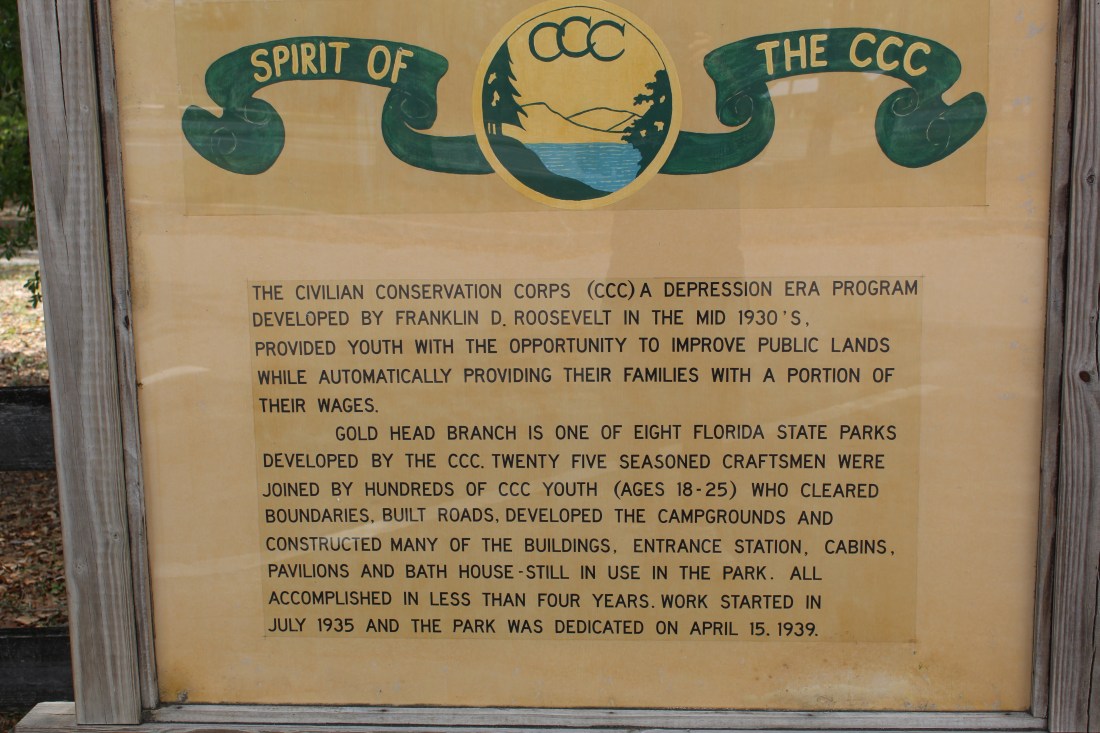 SPIRIT OF
CCC
THE CCC
THE CIVILIAN CONSERVATION CORPS (CCC) A DEPRESSION ERA PROGRAM
DEVELOPED BY FRANKLIN D. ROOSEVELT IN THE MID 1930'S,
PROVIDED YOUTH WITH THE OPPORTUNITY TO IMPROVE PUBLIC LANDS
WHILE AUTOMATICALLY PROVIDING THEIR FAMILIES WITH A PORTION OF
THEIR WAGES.
GOLD HEAD BRANCH IS ONE OF EIGHT FLORIDA STATE PARKS
DEVELOPED BY THE CCC. TWENTY FIVE SEASONED CRAFTSMEN WERE
JOINED BY HUNDREDS OF CCC YOUTH (AGES 18-25) WHO CLEARED
BOUNDARIES, BUILT ROADS, DEVELOPED THE CAMPGROUNDS AND
CONSTRUCTED MANY OF THE BUILDINGS, ENTRANCE STATION, CABINS,
PAVILIONS AND BATH HOUSE-STILL IN USE IN THE PARK. ALL
ACCOMPLISHED IN LESS THAN FOUR YEARS. WORK STARTED IN
JULY 1935 AND THE PARK WAS DEDICATED ON APRIL 15. 1939.